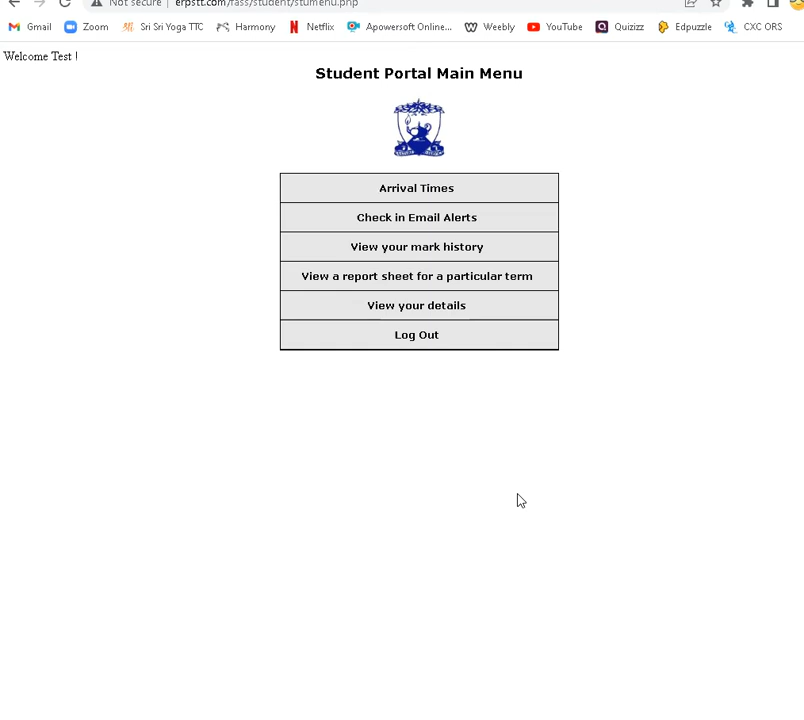 Not secure | erpstt.com/fass/student/stumenu.php
Gmail Zoom Sri Sri Yoga TTC Harmony Netflix Apowersoft Online... Weebly YouTube Quizizz Edpuzzle CXC ORS
Welcome Test !
Student Portal Main Menu
Arrival Times
Check in Email Alerts
View your mark history
View a report sheet for a particular term
View your details
Log Out